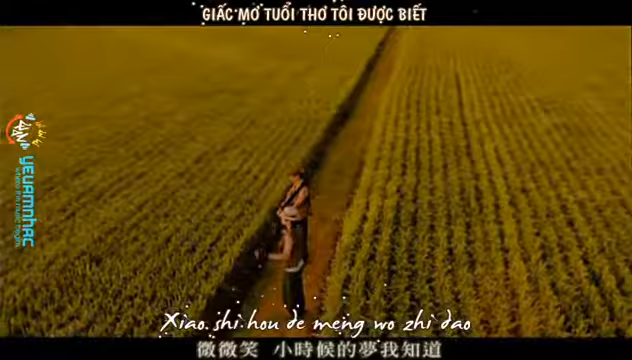 GIẤC MƠ TUỔI THƠ TÔI ĐƯỢC BIẾT
YEUAMNHAC
Xiao shi hou de meng wo zhi dao
微微笑 小時候的夢我知道